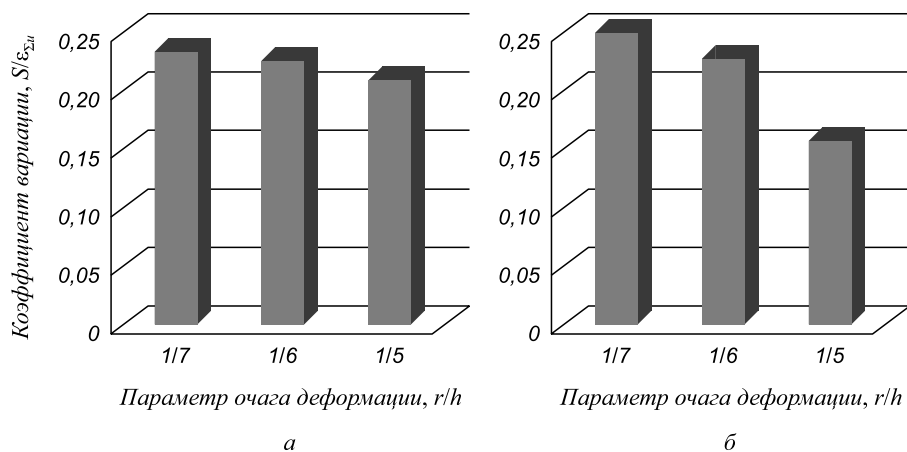 Коэффициент вариации, S/εΣи
0,25
0,20
0,15
0,10
0,05
0
1/7 1/6 1/5
Параметр очага деформации, r/h
а
0,25
0,20
0,15
0,10
0,05
0
1/7 1/6 1/5
Параметр очага деформации, r/h
б